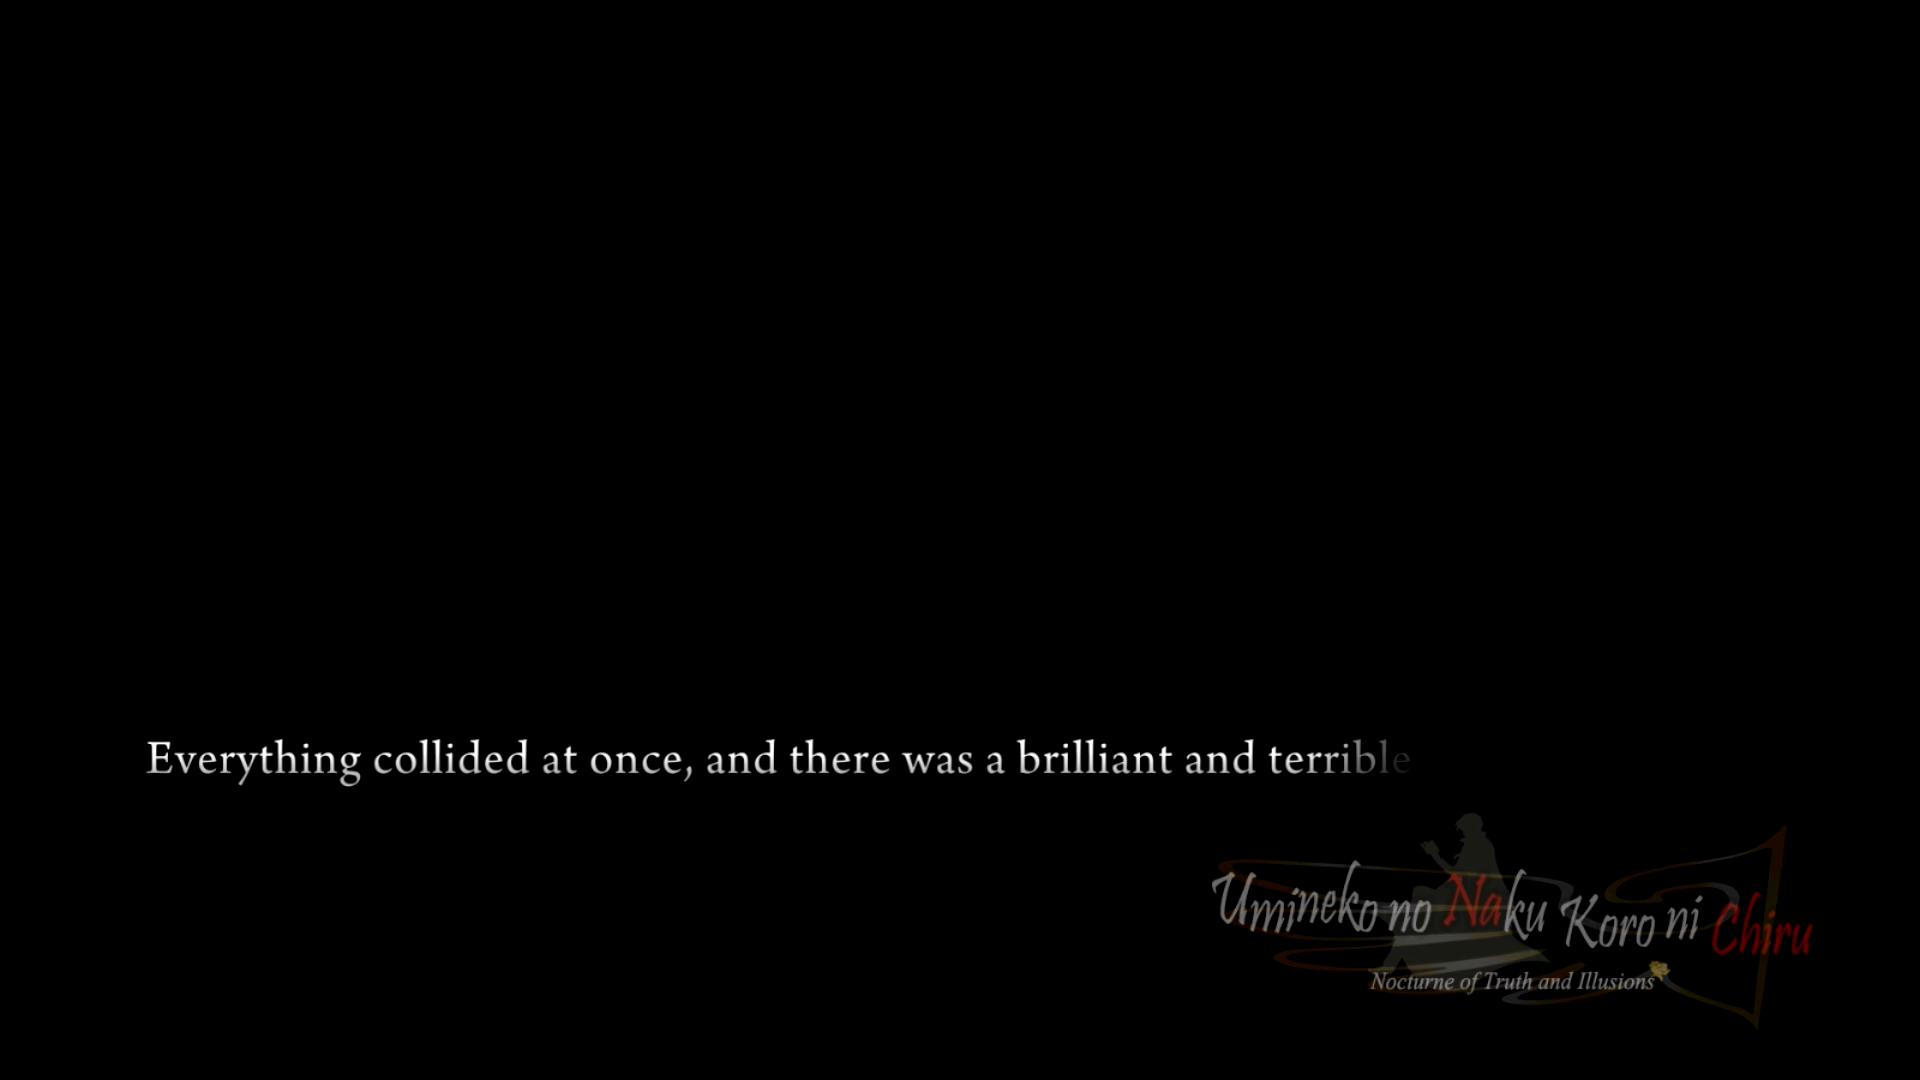 Everything collided at once, and there was a brilliant and terrible
Umineko no Naku Koro ni Chiru
Nocturne of Truth and Illusions